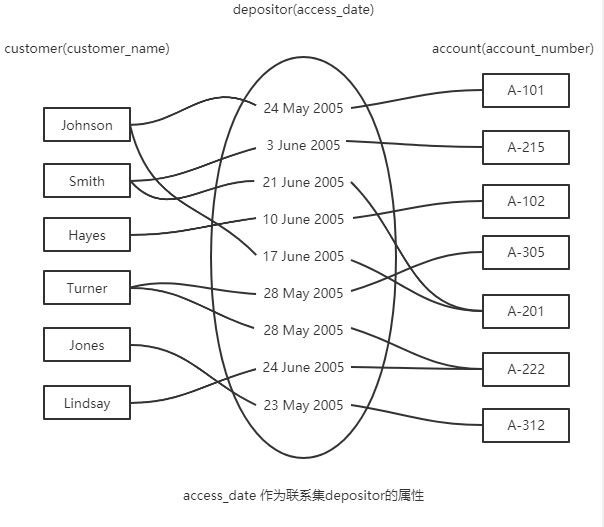 depositor(access_date)
customer(customer_name)
account(account_number)
Johnson
Smith
Hayes
Turner
Jones
Lindsay
24 May 2005
3 June 2005
21 June 2005
10 June 2005
17 June 2005
28 May 2005
28 May 2005
24 June 2005
23 May 2005
A-101
A-215
A-102
A-305
A-201
A-222
A-312
access_date 作为联系集depositor的属性